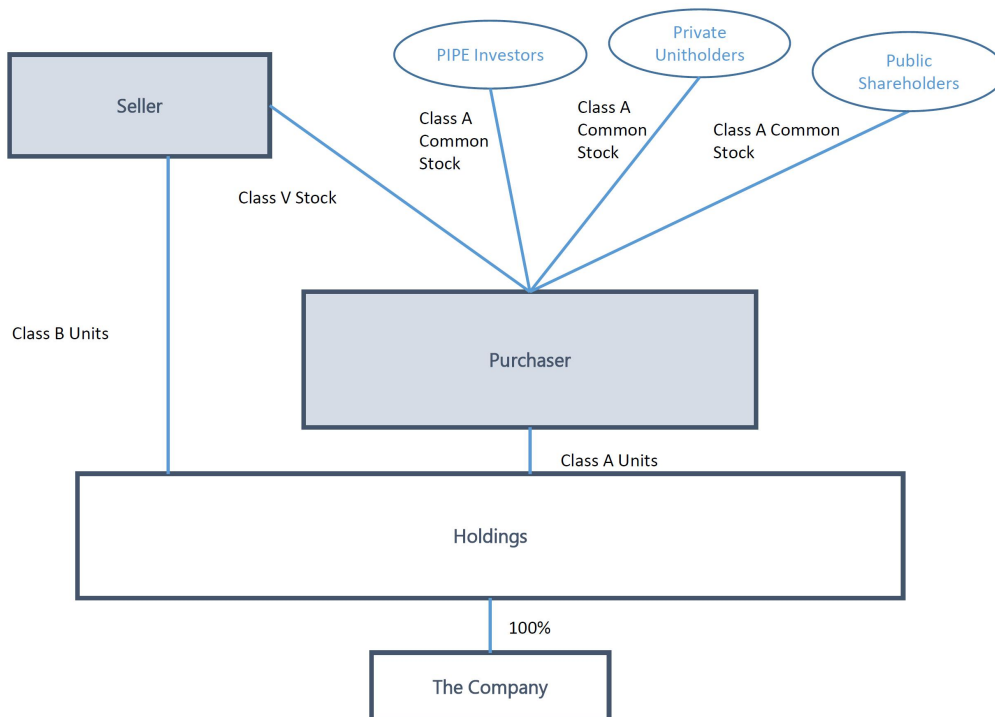 Seller
PIPE Investors
Private
Unitholders
Public
Shareholders
Class A
Common
Stock
Class A
Common
Stock
Class A Common
Stock
Class V Stock
Class B Units
Purchaser
Class A Units
Holdings
100%
The Company